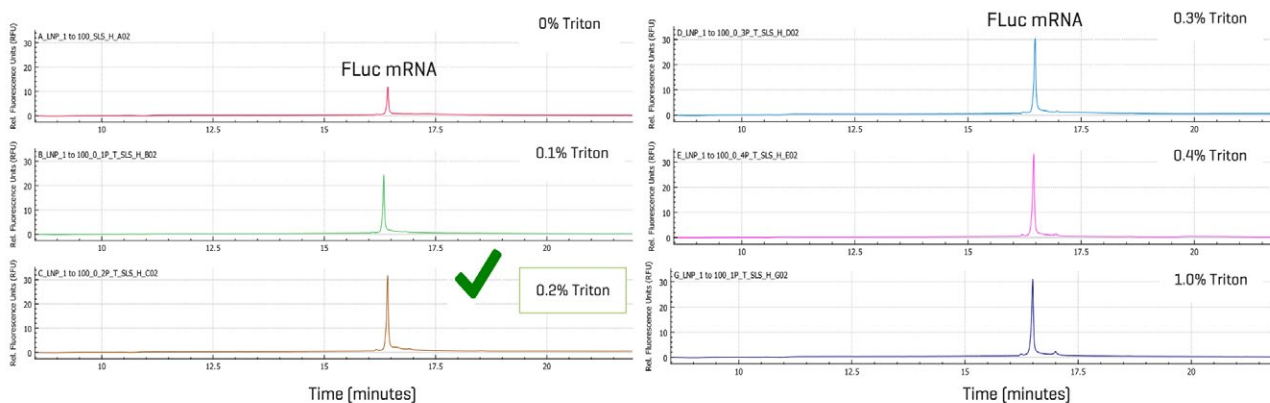 0% Triton
A_LNP_1 to 100_SLS_H_A02
FLuc mRNA
Rel. Fluorescence Units (RFU)
30
20
10
0
10
12.5
15
17.5
20
0.1% Triton
B_LNP_1 to 100_0_1P_T_SLS_H_B02
Rel. Fluorescence Units (RFU)
30
20
10
0
10
12.5
15
17.5
20
C_LNP_1 to 100_0_2P_T_SLS_H_C02
0.2% Triton
Rel. Fluorescence Units (RFU)
30
20
10
0
10
12.5
15
17.5
20
Time [minutes]
FLuc mRNA
0.3% Triton
D_LNP_1 to 100_0_3P_T_SLS_H_D02
Rel. Fluorescence Units (RFU)
30
20
10
0
10
12.5
15
17.5
20
0.4% Triton
E_LNP_1 to 100_0_4P_T_SLS_H_E02
Rel. Fluorescence Units (RFU)
30
20
10
0
10
12.5
15
17.5
20
G_LNP_1 to 100_1P_T_SLS_H_G02
1.0% Triton
Rel. Fluorescence Units (RFU)
30
20
10
0
10
12.5
15
17.5
20
Time [minutes]